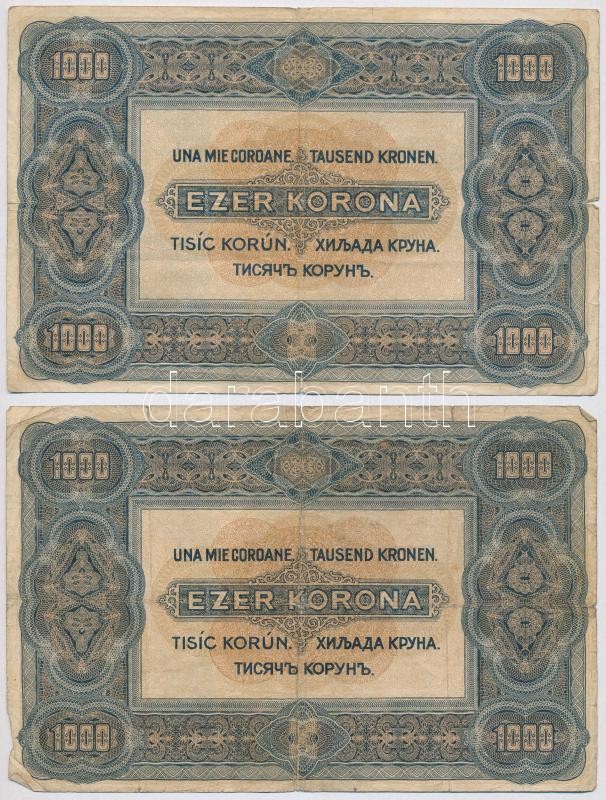 1000 1000
UNA MIE COROANE. TAUSEND KRONEN.
EZER KORONA
TISÍC KORÚN. ХИЉАДА КРУНА.
ТИСЯЧЪ КОРУНЪ.
1000 1000
darabanth
1000 1000
UNA MIE COROANE. TAUSEND KRONEN.
EZER KORONA
TISÍC KORÚN. ХИЉАДА КРУНА.
ТИСЯЧЪ КОРУНЪ.
1000 1000